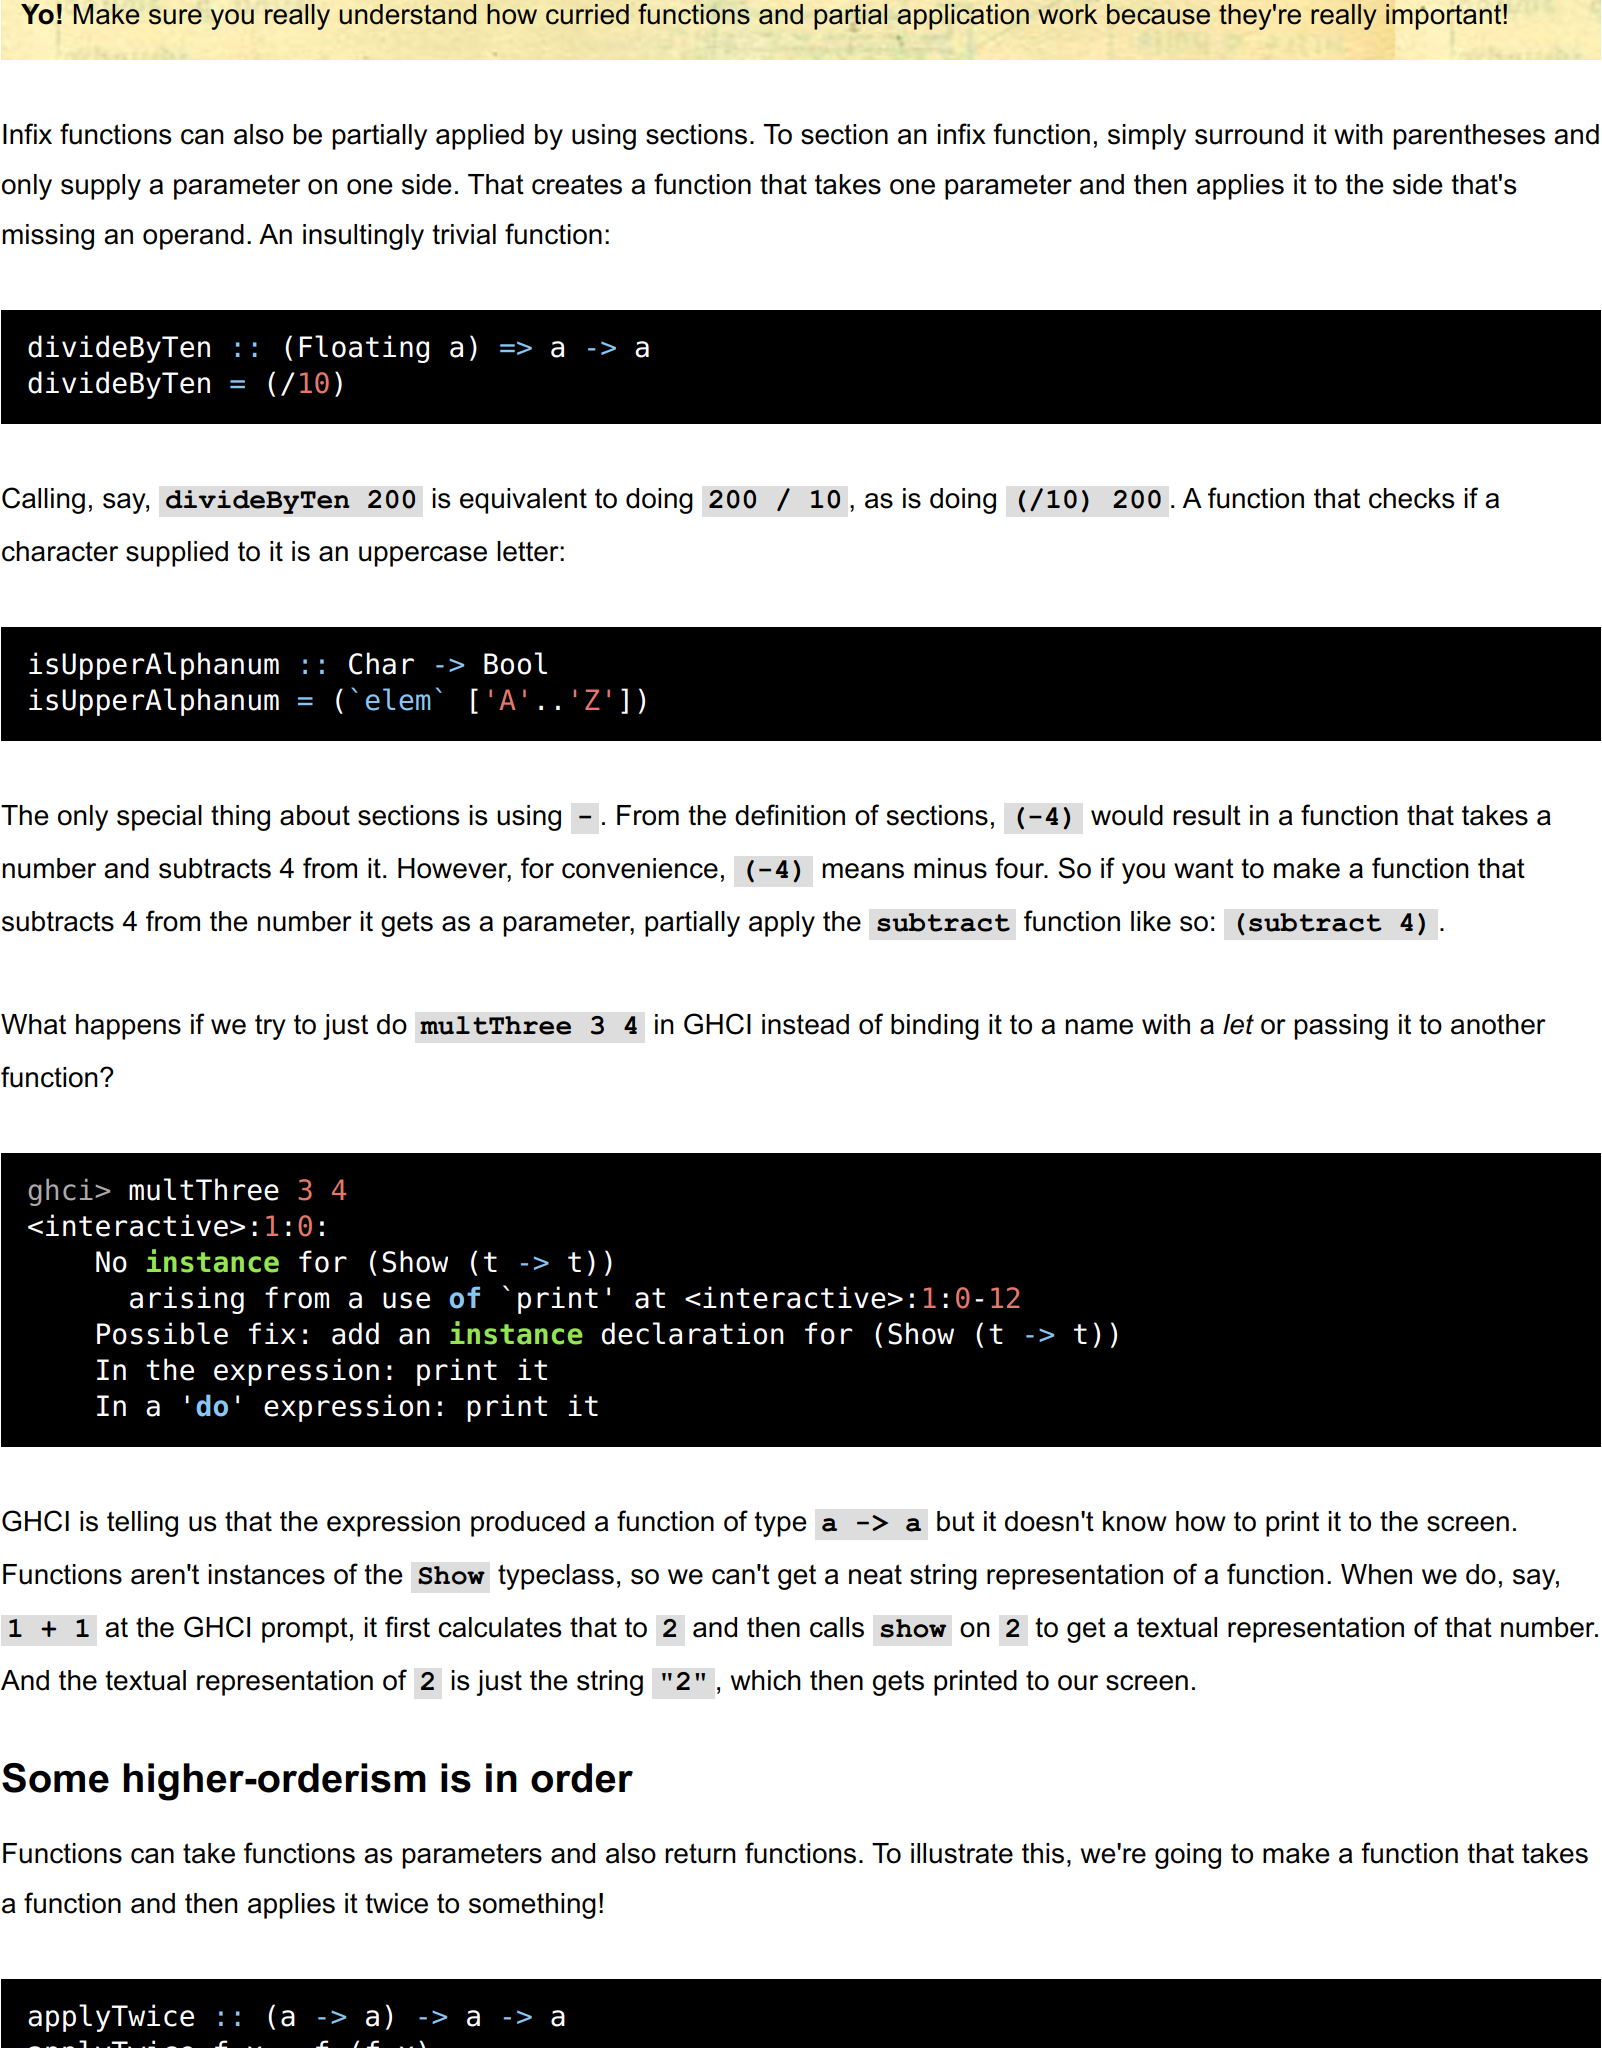 Yo! Make sure you really understand how curried functions and partial application work because they're really important!
Infix functions can also be partially applied by using sections. To section an infix function, simply surround it with parentheses and
only supply a parameter on one side. That creates a function that takes one parameter and then applies it to the side that's
missing an operand. An insultingly trivial function:
divideByTen :: (Floating a) => a -> a
divideByTen = (/10)
Calling, say, divideByTen 200 is equivalent to doing 200 / 10, as is doing (/10) 200. A function that checks if a
character supplied to it is an uppercase letter:
isUpperAlphanum :: Char -> Bool
isUpperAlphanum = (`elem` ['A'..'Z'])
The only special thing about sections is using -. From the definition of sections, (-4) would result in a function that takes a
number and subtracts 4 from it. However, for convenience, (-4) means minus four. So if you want to make a function that
subtracts 4 from the number it gets as a parameter, partially apply the subtract function like so: (subtract 4).
What happens if we try to just do multThree 3 4 in GHCI instead of binding it to a name with a let or passing it to another
function?
ghci> multThree 3 4
<interactive>:1:0:
    No instance for (Show (t -> t))
      arising from a use of `print' at <interactive>:1:0-12
    Possible fix: add an instance declaration for (Show (t -> t))
    In the expression: print it
    In a 'do' expression: print it
GHCI is telling us that the expression produced a function of type a -> a but it doesn't know how to print it to the screen.
Functions aren't instances of the Show typeclass, so we can't get a neat string representation of a function. When we do, say,
1 + 1 at the GHCI prompt, it first calculates that to 2 and then calls show on 2 to get a textual representation of that number.
And the textual representation of 2 is just the string "2", which then gets printed to our screen.
Some higher-orderism is in order
Functions can take functions as parameters and also return functions. To illustrate this, we're going to make a function that takes
a function and then applies it twice to something!
applyTwice :: (a -> a) -> a -> a